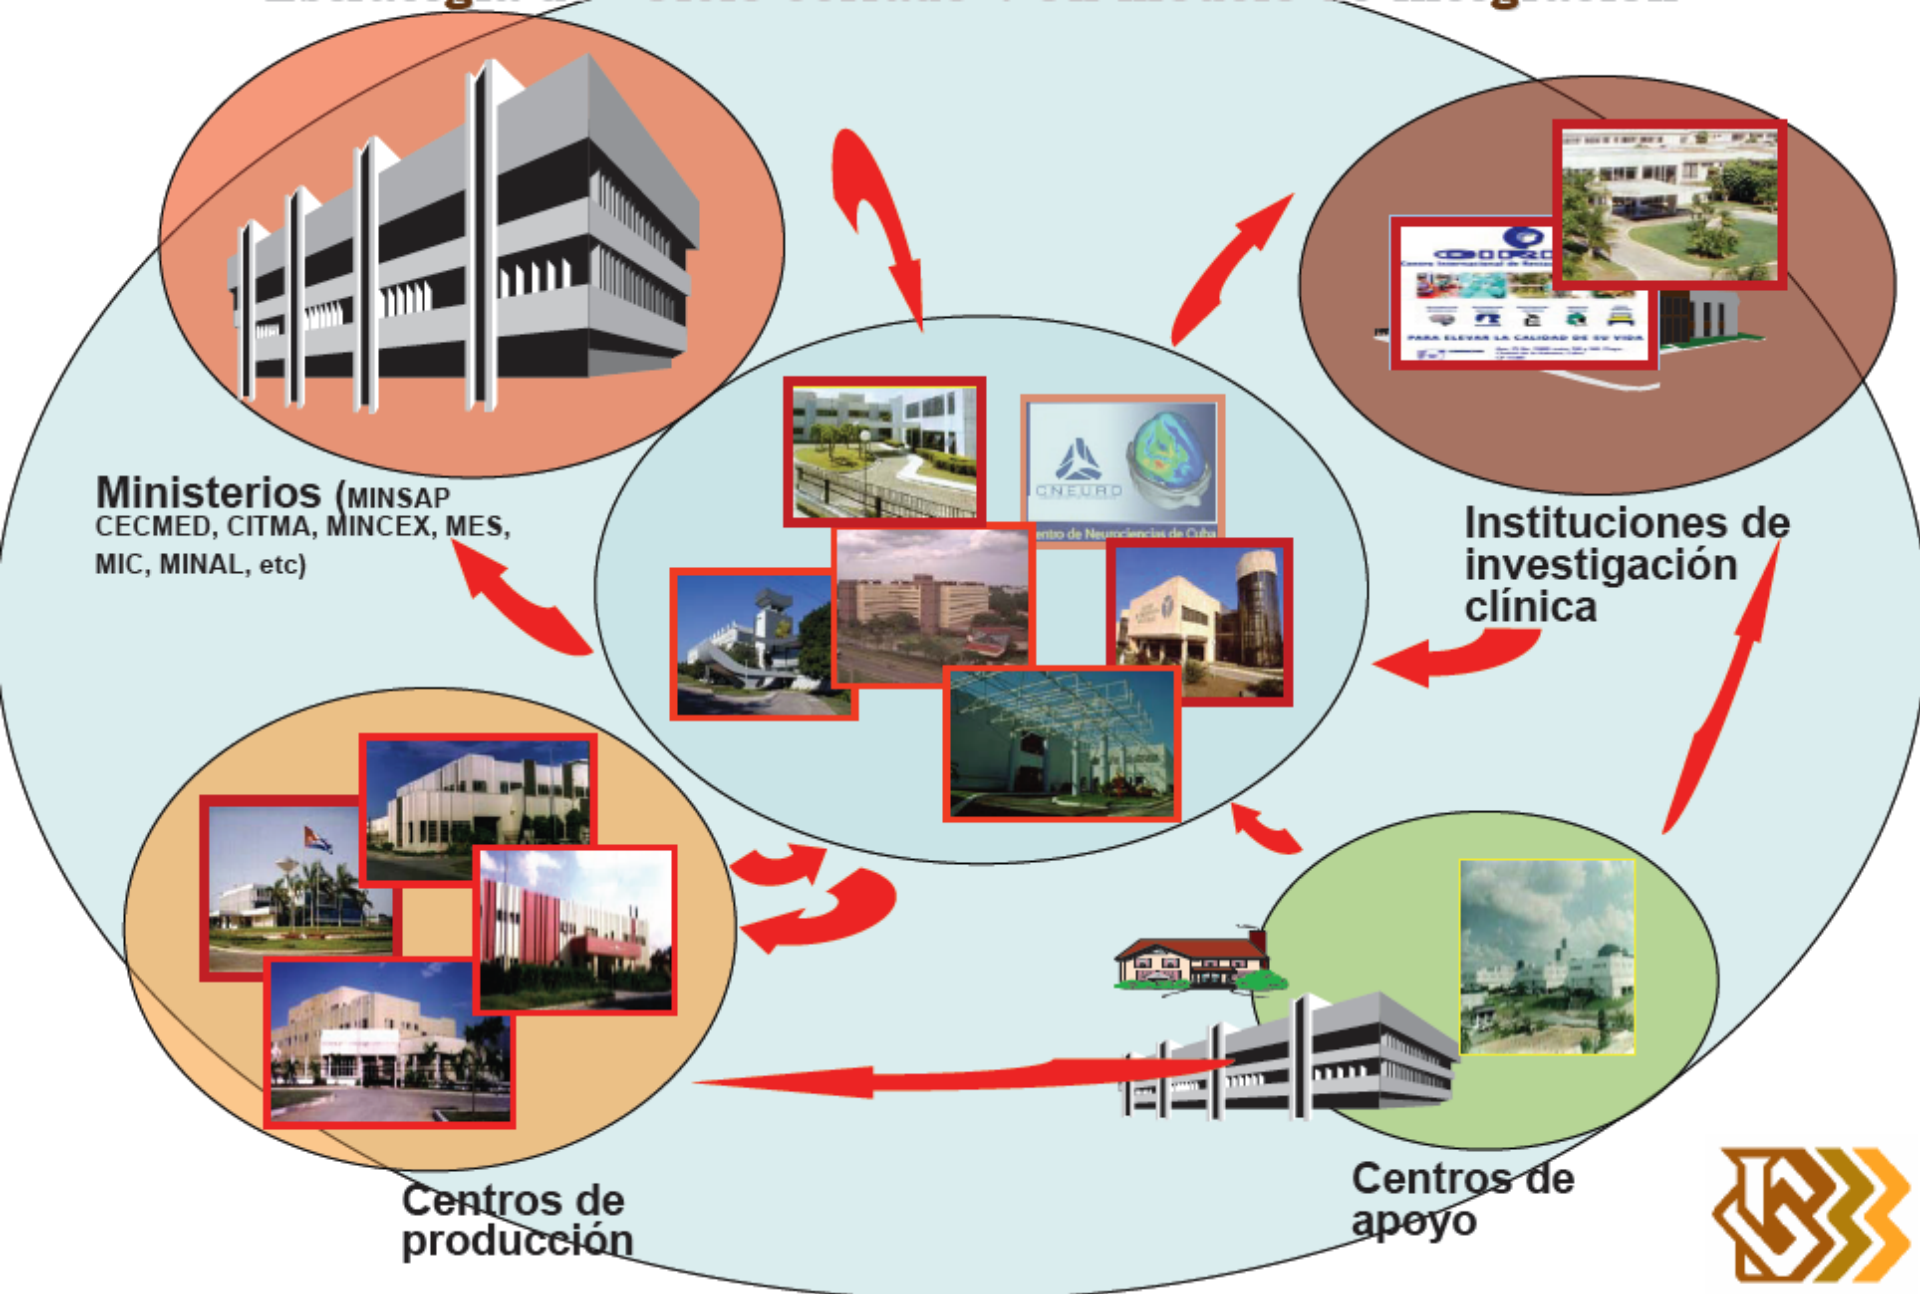 Ministerios (MINSAP
CECMED, CITMA, MINCEX, MES,
MIC, MINAL, etc)
PARA ELEVAR LA CALIDAD DE SU VIDA
CNEURO
entro de Neurociencias de Cuba
Instituciones de
investigación
clínica
Centros de
producción
Centros de
apoyo